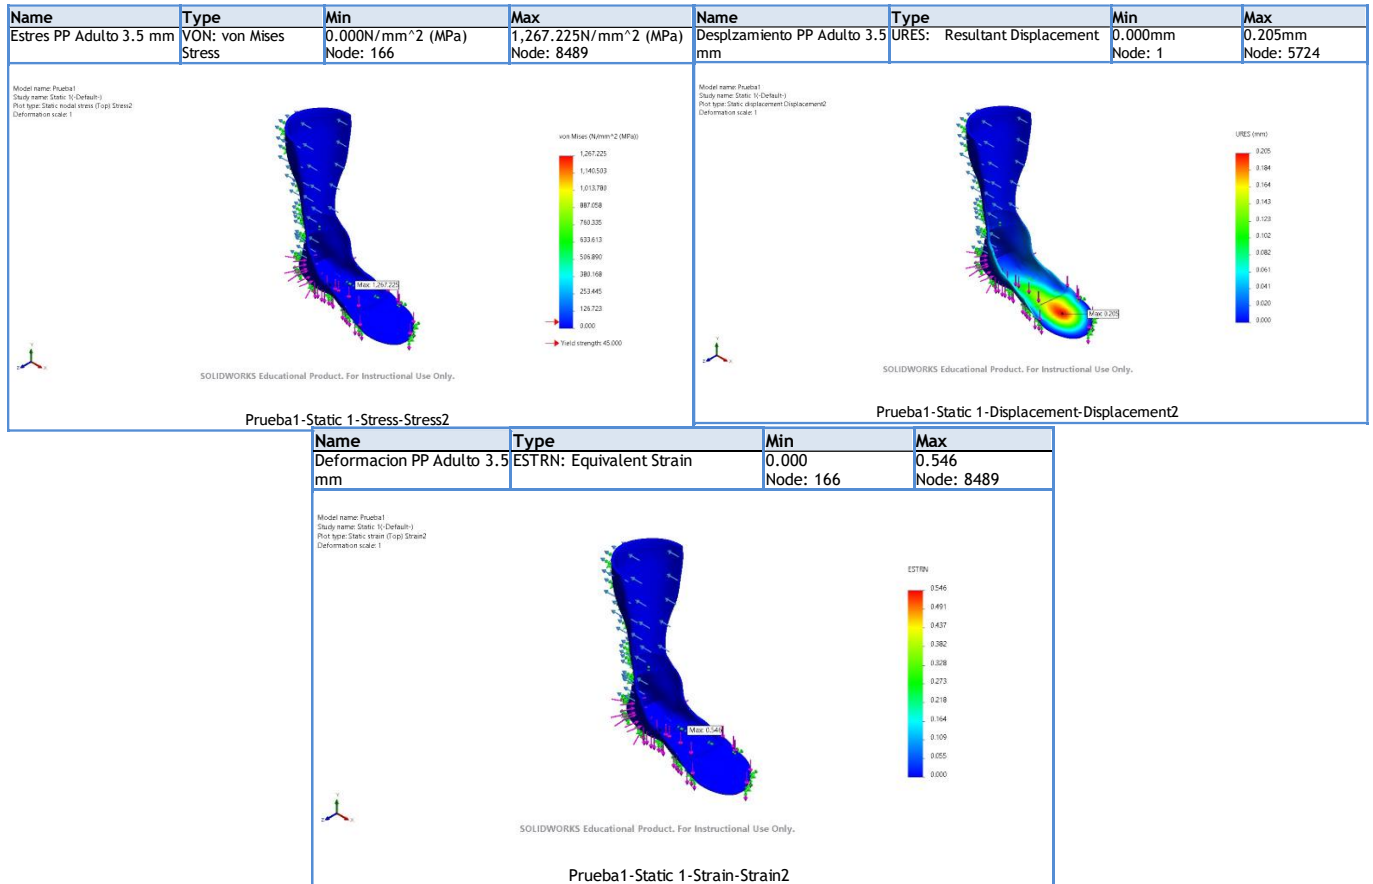 Name Type Min Max
Estres PP Adulto 3.5 mm VON: von Mises Stress 0.000N/mm^2 (MPa) Node: 166 1,267.225N/mm^2 (MPa) Node: 8489
Model name: Prueba1
Study name: Static 1(-Default-)
Plot type: Static nodal stress (Top) Stress2
Deformation scale: 1
von Mises (N/mm^2 (MPa))
1,267.225
1,140.503
1,013.780
887.058
760.335
633.613
506.890
380.168
253.445
126.723
0.000
Yield strength: 45.000
Max: 1,267.225
Y
Z X
SOLIDWORKS Educational Product. For Instructional Use Only.
Prueba1-Static 1-Stress-Stress2
Name Type Min Max
Desplzamiento PP Adulto 3.5 mm URES: Resultant Displacement 0.000mm Node: 1 0.205mm Node: 5724
Model name: Prueba1
Study name: Static 1(-Default-)
Plot type: Static displacement Displacement2
Deformation scale: 1
URES (mm)
0.205
0.184
0.164
0.143
0.123
0.102
0.082
0.061
0.041
0.020
0.000
Max: 0.205
Y
Z X
SOLIDWORKS Educational Product. For Instructional Use Only.
Prueba1-Static 1-Displacement-Displacement2
Name Type Min Max
Deformacion PP Adulto 3.5 mm ESTRN: Equivalent Strain 0.000 Node: 166 0.546 Node: 8489
Model name: Prueba1
Study name: Static 1(-Default-)
Plot type: Static strain (Top) Strain2
Deformation scale: 1
ESTRN
0.546
0.491
0.437
0.382
0.328
0.273
0.218
0.164
0.109
0.055
0.000
Max: 0.546
Y
Z X
SOLIDWORKS Educational Product. For Instructional Use Only.
Prueba1-Static 1-Strain-Strain2